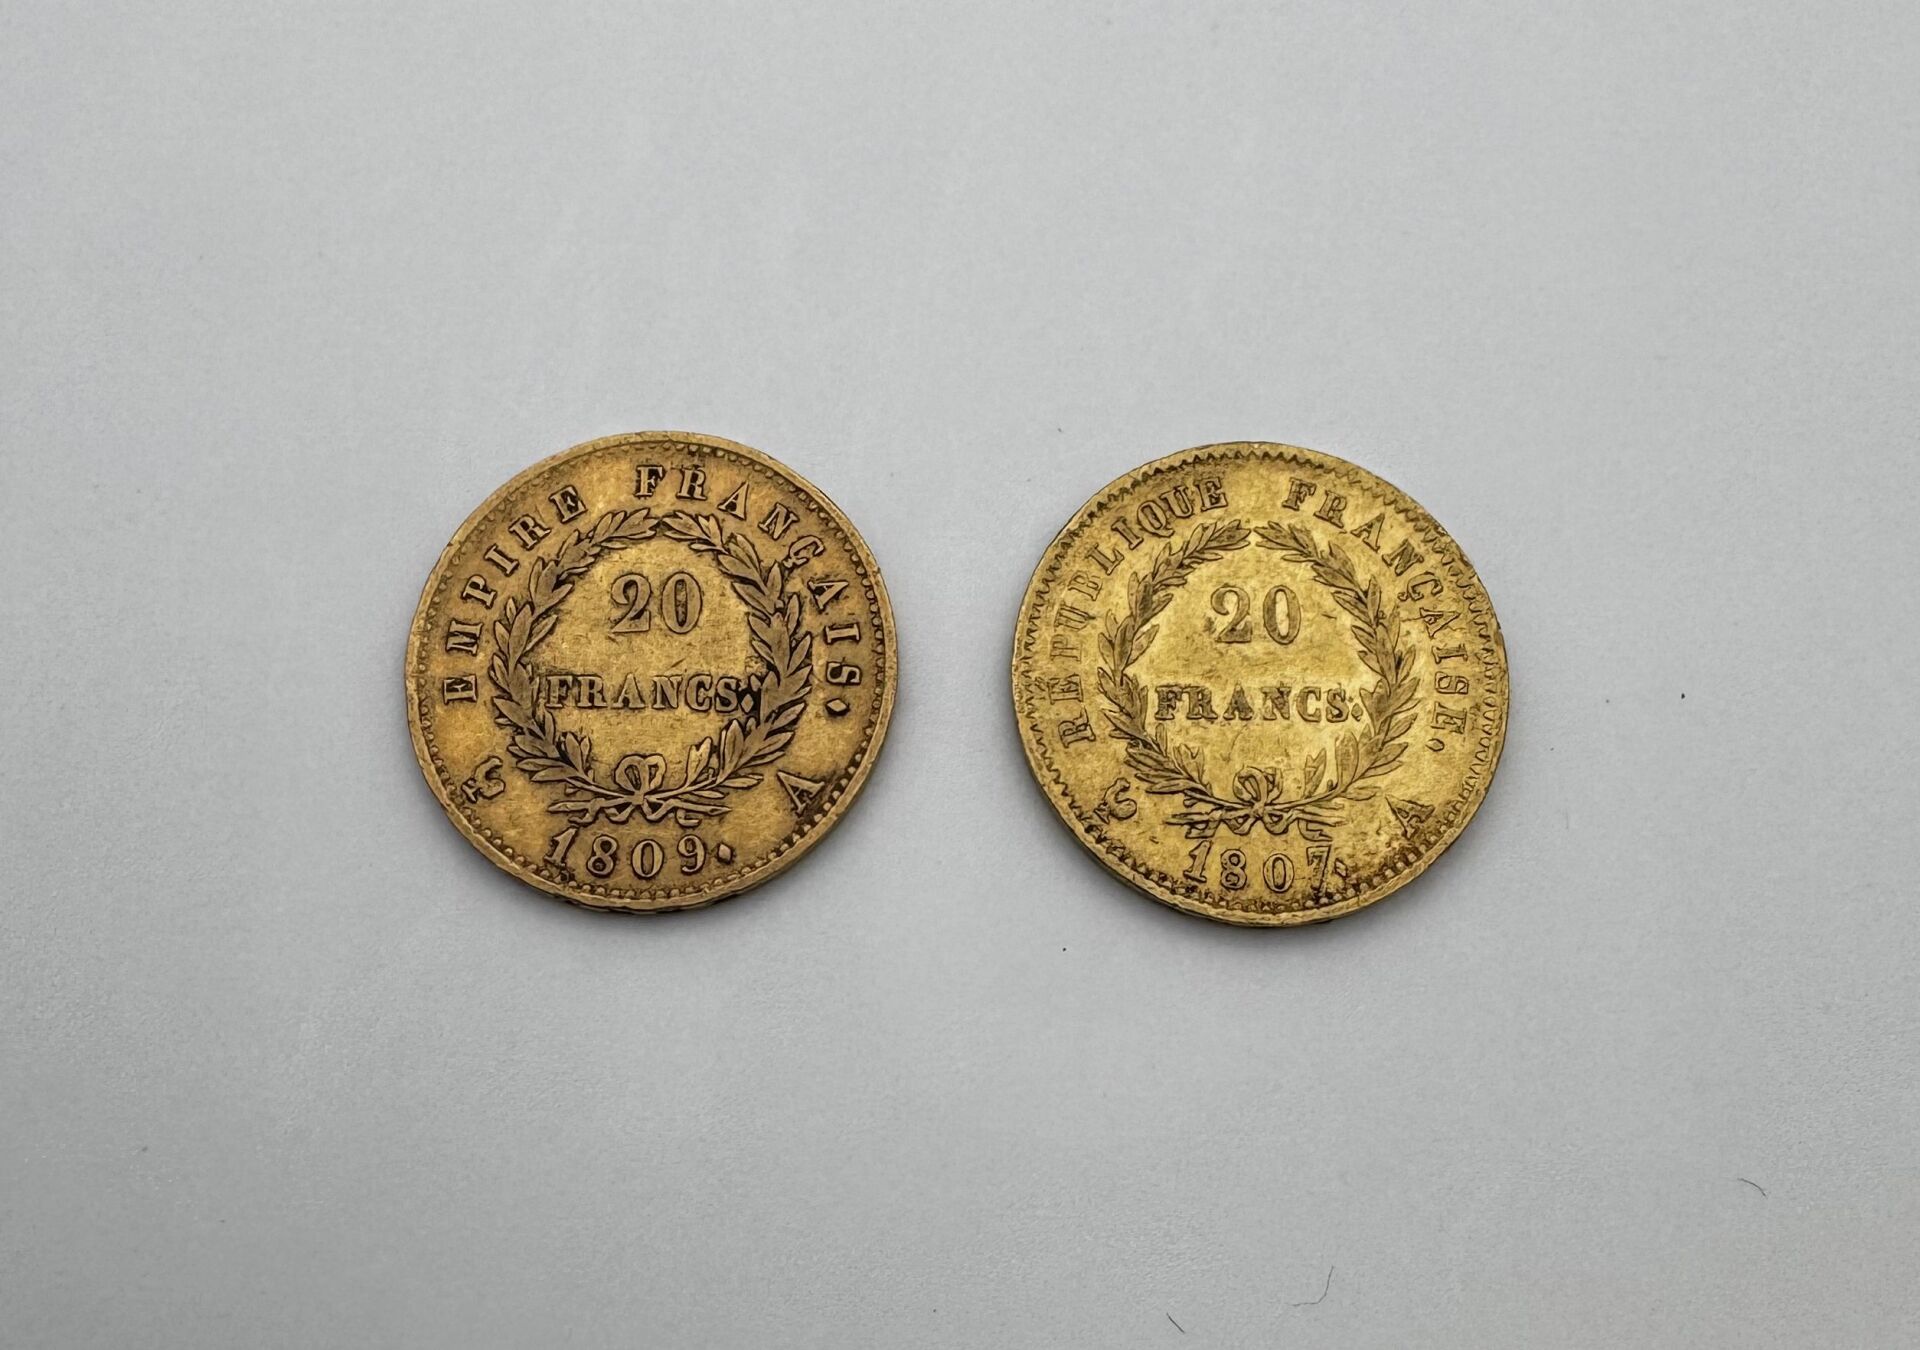 EMPIRE FRANÇAIS.
20
FRANCS.
A
1809.
RÉPUBLIQUE FRANÇAISE.
20
FRANCS.
A
1807.